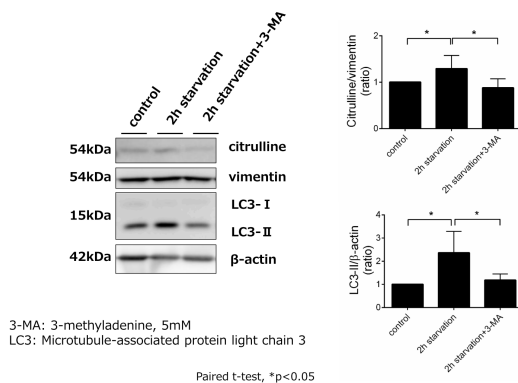 control
2h starvation
2h starvation+3-MA
54kDa
citrulline
54kDa
vimentin
15kDa
LC3-Ⅰ
LC3-Ⅱ
42kDa
β-actin
Citrulline/vimentin
(ratio)
2
1
0
*
*
control
2h starvation
2h starvation+3-MA
LC3-II/β-actin
(ratio)
4
3
2
1
0
*
*
control
2h starvation
2h starvation+3-MA
3-MA: 3-methyladenine, 5mM
LC3: Microtubule-associated protein light chain 3
Paired t-test, *p<0.05